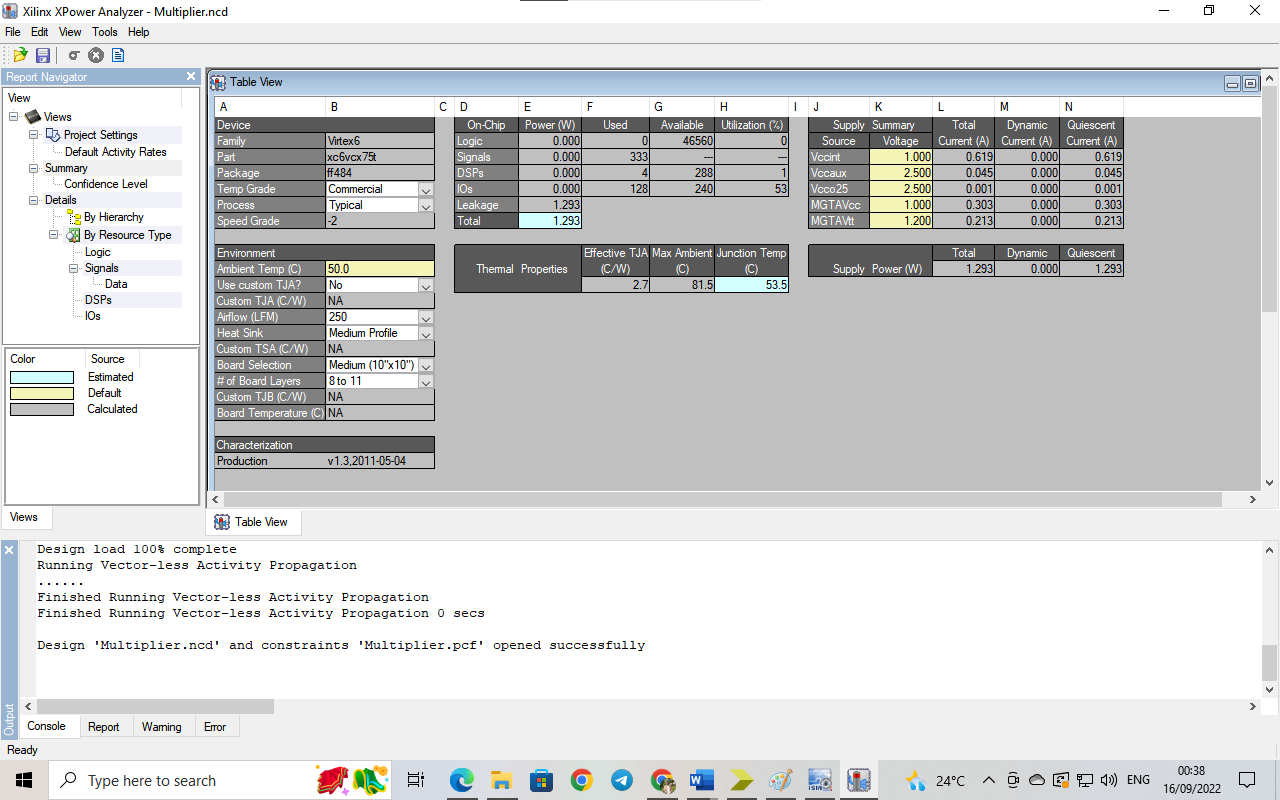 Xilinx XPower Analyzer - Multiplier.ncd
File Edit View Tools Help
Report Navigator
View
Views
Project Settings
Default Activity Rates
Summary
Confidence Level
Details
By Hierarchy
By Resource Type
Logic
Signals
Data
DSPs
IOs
Color Source
Estimated
Default
Calculated
Views
Table View
A B C D E F G H I J K L M N
Device
Family Virtex6
Part xc6vcx75t
Package ff484
Temp Grade Commercial
Process Typical
Speed Grade -2
Environment
Ambient Temp (C) 50.0
Use custom TJA? No
Custom TJA (C/W) NA
Airflow (LFM) 250
Heat Sink Medium Profile
Custom TSA (C/W) NA
Board Selection Medium (10"x10")
# of Board Layers 8 to 11
Custom TJB (C/W) NA
Board Temperature (C) NA
Characterization
Production v1.3,2011-05-04
On-Chip Power (W) Used Available Utilization (%)
Logic 0.000 0 46560 0
Signals 0.000 333 --- ---
DSPs 0.000 4 288 1
IOs 0.000 128 240 53
Leakage 1.293
Total 1.293
Effective TJA Max Ambient Junction Temp
Thermal Properties (C/W) (C) (C)
2.7 81.5 53.5
Supply Summary Total Dynamic Quiescent
Source Voltage Current (A) Current (A) Current (A)
Vccint 1.000 0.619 0.000 0.619
Vccaux 2.500 0.045 0.000 0.045
Vcco25 2.500 0.001 0.000 0.001
MGTAVcc 1.000 0.303 0.000 0.303
MGTAVtt 1.200 0.213 0.000 0.213
Total Dynamic Quiescent
Supply Power (W) 1.293 0.000 1.293
Table View
Design load 100% complete
Running Vector-less Activity Propagation
......
Finished Running Vector-less Activity Propagation
Finished Running Vector-less Activity Propagation 0 secs
Design 'Multiplier.ncd' and constraints 'Multiplier.pcf' opened successfully
Output
Console Report Warning Error
Ready
Type here to search
24°C
ENG
00:38
16/09/2022